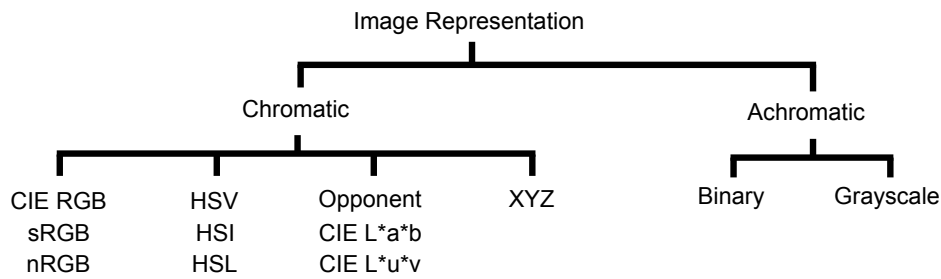 Image Representation
Chromatic
Achromatic
CIE RGB
HSV
Opponent
XYZ
Binary
Grayscale
sRGB
HSI
CIE L*a*b
nRGB
HSL
CIE L*u*v